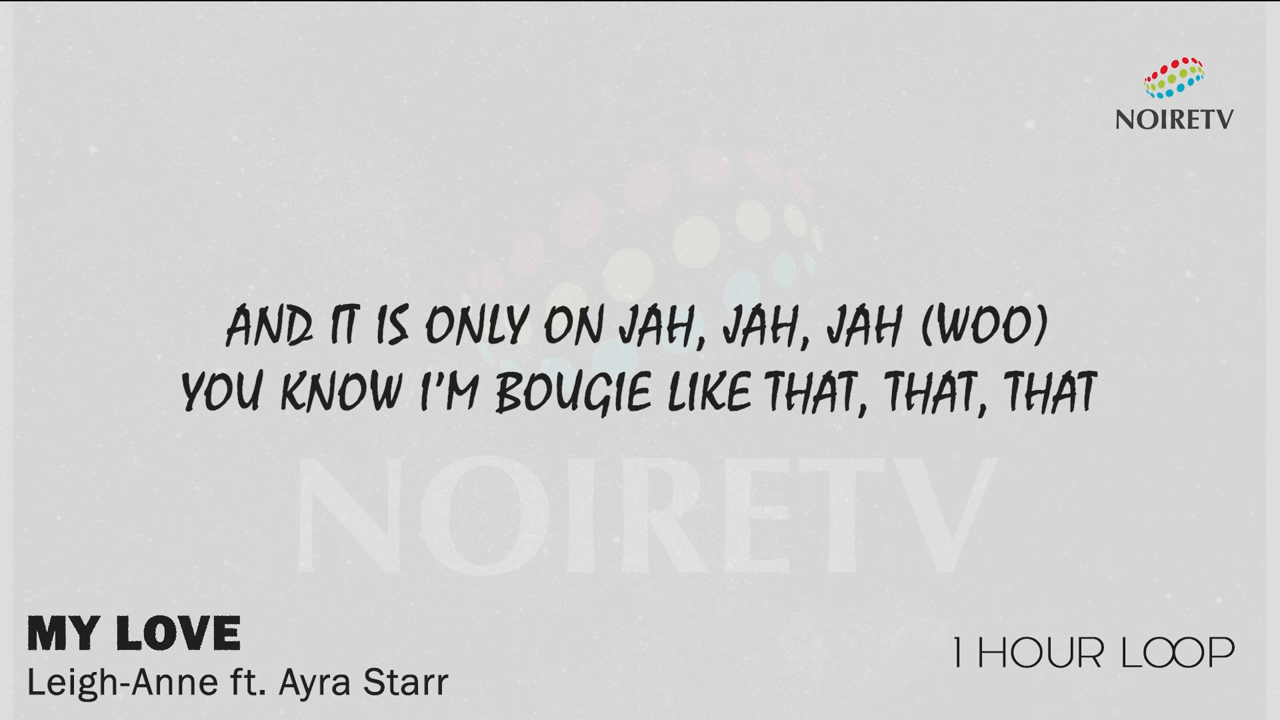 NOIRETV
AND IT IS ONLY ON JAH, JAH, JAH (WOO)
YOU KNOW I'M BOUGIE LIKE THAT, THAT, THAT
NOIRETV
MY LOVE
Leigh-Anne ft. Ayra Starr
1 HOUR LOOP